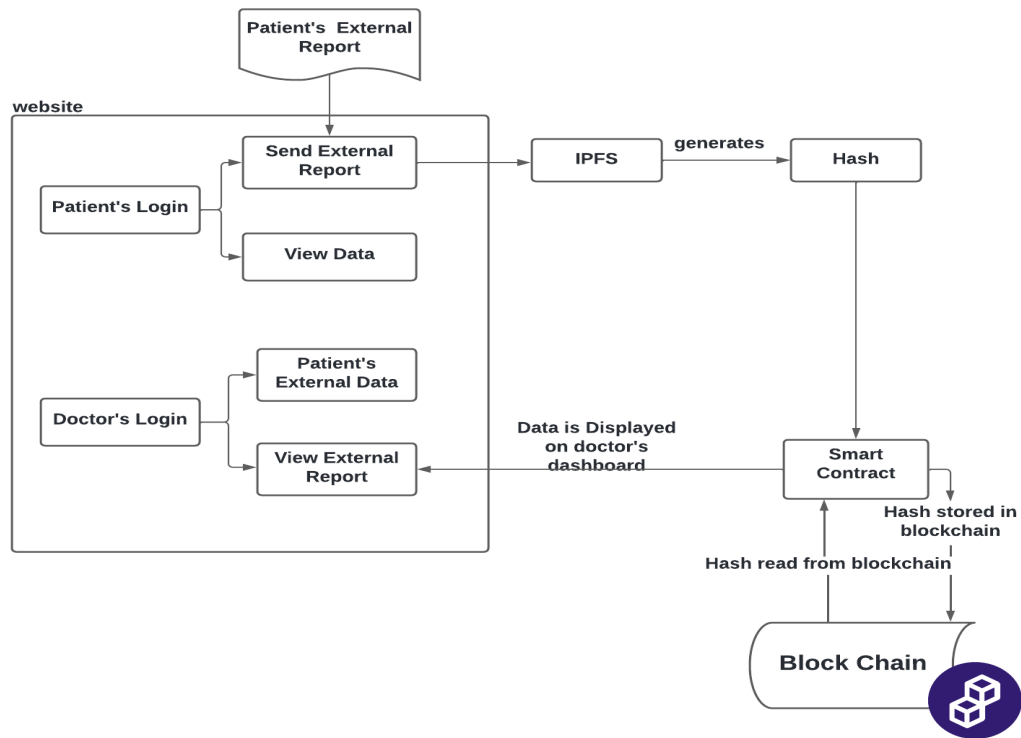 Patient's External
Report
website
Send External
Report
IPFS
generates
Hash
Patient's Login
View Data
Patient's
External Data
Doctor's Login
View External
Report
Data is Displayed
on doctor's
dashboard
Smart
Contract
Hash stored in
blockchain
Hash read from blockchain
Block Chain